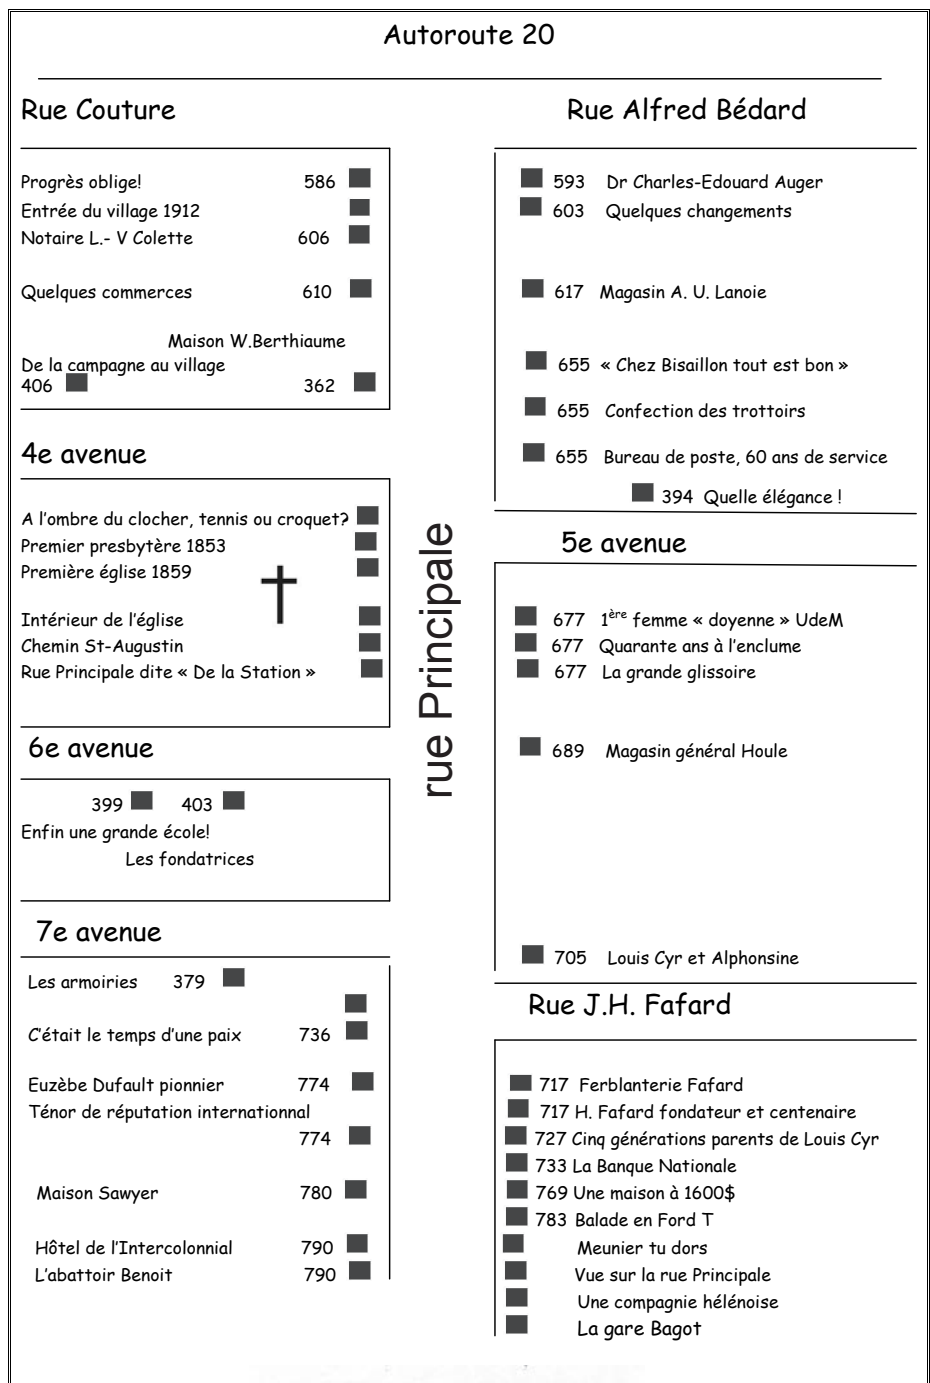 Autoroute 20
Rue Couture
Progrès oblige! 586
Entrée du village 1912
Notaire L.- V Colette 606
Quelques commerces 610
Maison W.Berthiaume
De la campagne au village
406 362
4e avenue
A l'ombre du clocher, tennis ou croquet?
Premier presbytère 1853
Première église 1859
Intérieur de l'église
Chemin St-Augustin
Rue Principale dite « De la Station »
6e avenue
399 403
Enfin une grande école!
Les fondatrices
7e avenue
Les armoiries 379
C'était le temps d'une paix 736
Euzèbe Dufault pionnier 774
Ténor de réputation internationnal
774
Maison Sawyer 780
Hôtel de l'Intercolonnial 790
L'abattoir Benoit 790
rue Principale
Rue Alfred Bédard
593 Dr Charles-Edouard Auger
603 Quelques changements
617 Magasin A. U. Lanoie
655 « Chez Bisaillon tout est bon »
655 Confection des trottoirs
655 Bureau de poste, 60 ans de service
394 Quelle élégance !
5e avenue
677 1ère femme « doyenne » UdeM
677 Quarante ans à l'enclume
677 La grande glissoire
689 Magasin général Houle
705 Louis Cyr et Alphonsine
Rue J.H. Fafard
717 Ferblanterie Fafard
717 H. Fafard fondateur et centenaire
727 Cinq générations parents de Louis Cyr
733 La Banque Nationale
769 Une maison à 1600$
783 Balade en Ford T
Meunier tu dors
Vue sur la rue Principale
Une compagnie hélénoise
La gare Bagot